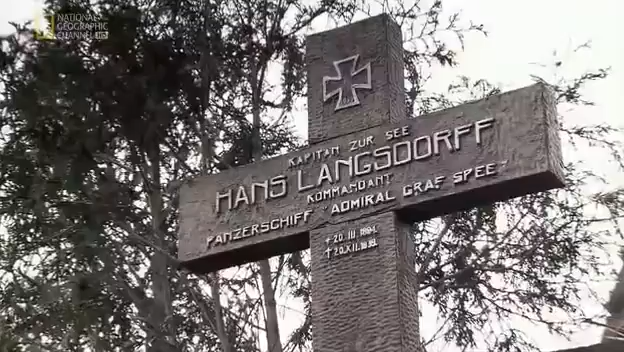 NATIONAL
GEOGRAPHIC
CHANNEL HD
KAPITAN ZUR SEE
HANS LANGSDORFF
KOMMANDANT
PANZERSCHIFF "ADMIRAL GRAF SPEE"
20. III. 1894.
† 20. XII. 1939.